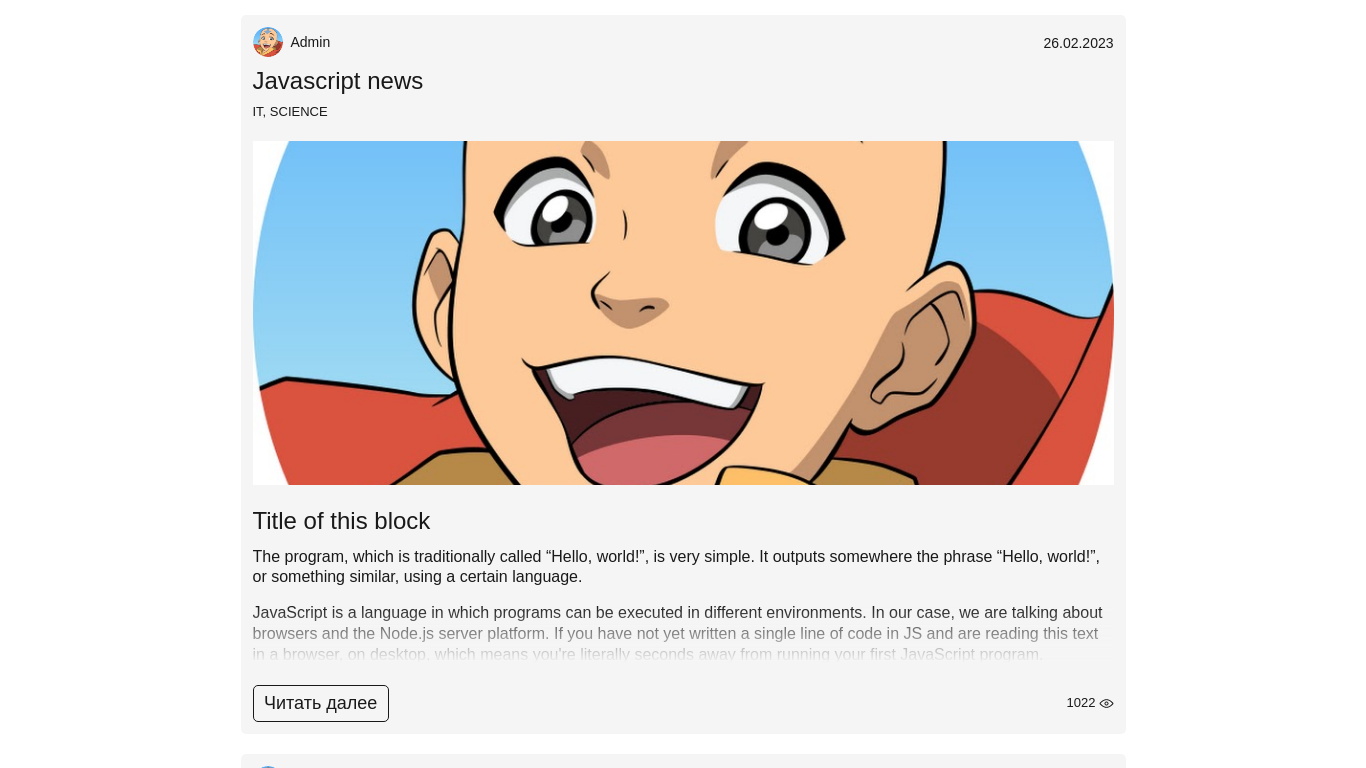 Admin
26.02.2023
Javascript news
IT, SCIENCE
Title of this block
The program, which is traditionally called “Hello, world!”, is very simple. It outputs somewhere the phrase “Hello, world!”,
or something similar, using a certain language.
JavaScript is a language in which programs can be executed in different environments. In our case, we are talking about
browsers and the Node.js server platform. If you have not yet written a single line of code in JS and are reading this text
in a browser, on desktop, which means you're literally seconds away from running your first JavaScript program.
Читать далее
1022